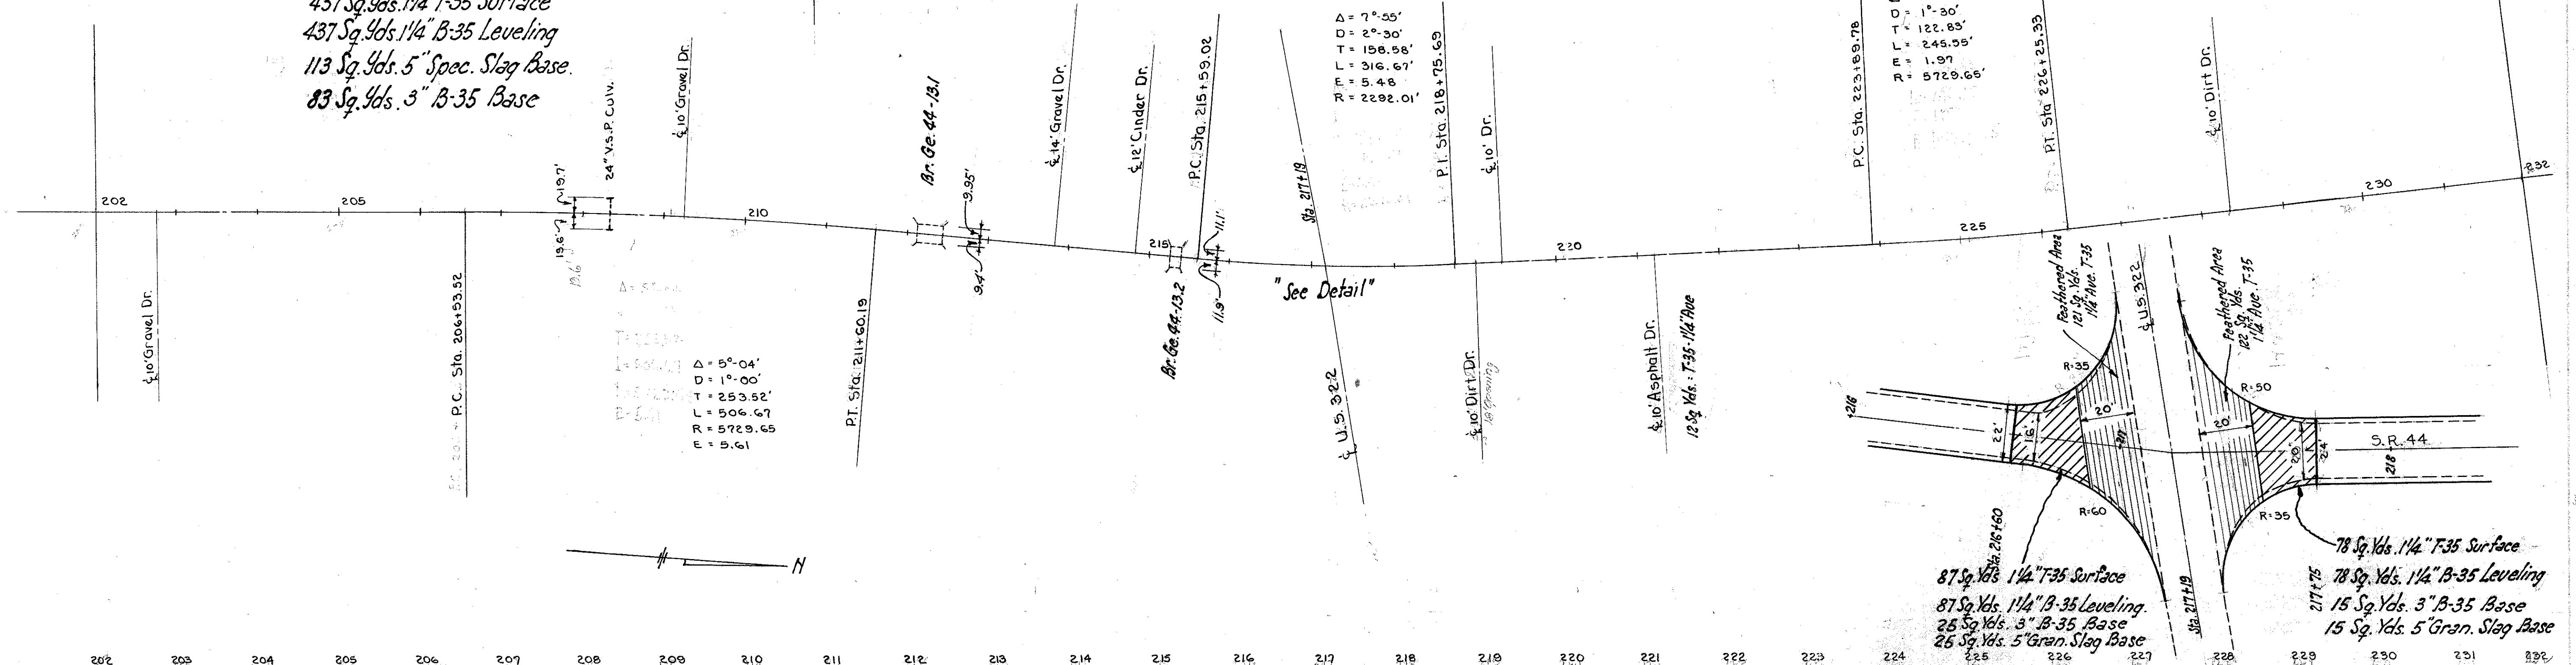 437 Sq.Yds. 1¼" T-35 Surface
437 Sq.Yds. 1¼" B-35 Leveling
113 Sq.Yds. 5" Spec. Slag Base.
83 Sq.Yds. 3" B-35 Base
24" V.S.P. Culv.
19.7'
19.6'
19.6'
℄ 10' Gravel Dr.
℄ 10' Gravel Dr.
P.C. Sta. 206+53.52
Δ = 5°-04'
D = 1°-00'
T = 253.52'
L = 506.67
R = 5729.65
E = 5.61
P.T. Sta. 211+60.19
Br. Ge. 44-13.1
9.95'
9.4'
℄ 14' Gravel Dr.
℄ 12' Cinder Dr.
P.C. Sta. 215+59.02
Br. Ge. 44-13.2
11.1'
11.9'
Sta. 217+19
"See Detail"
℄ U.S. 322
Δ = 7°-55'
D = 2°-30'
T = 158.58'
L = 316.67'
E = 5.48
R = 2292.01'
P.I. Sta. 218+75.69
℄ 10' Dr.
℄ 10' Dirt Dr.
℄ 10' Asphalt Dr.
12 Sq. Yds. = T-35-1¼" Ave
P.C. Sta. 223+89.78
D = 1°-30'
T = 122.83'
L = 245.55'
E = 1.97
R = 5729.65'
P.T. Sta 226+25.33
℄ 10' Dirt Dr.
202
205
210
215
220
225
230
232
N
Feathered Area
121 Sq. Yds.
1¼" Ave. T-35
℄ U.S. 322
Feathered Area
122 Sq. Yds.
1¼" Ave. T-35
R=35
R=50
+216
22'
16'
20'
217
20'
20'
24'
S.R. 44
218
R=60
R=35
Sta. 216+60
Sta. 217+19
217+75
87 Sq. Yds 1¼" T-35 Surface
87 Sq. Yds. 1¼" B-35 Leveling.
25 Sq. Yds. 3" B-35 Base
25 Sq. Yds. 5" Gran. Slag Base
78 Sq. Yds. 1¼" T-35 Surface
78 Sq. Yds. 1¼" B-35 Leveling
15 Sq. Yds. 3" B-35 Base
15 Sq. Yds. 5" Gran. Slag Base
202 203 204 205 206 207 208 209 210 211 212 213 214 215 216 217 218 219 220 221 222 223 224 225 226 227 228 229 230 231 232